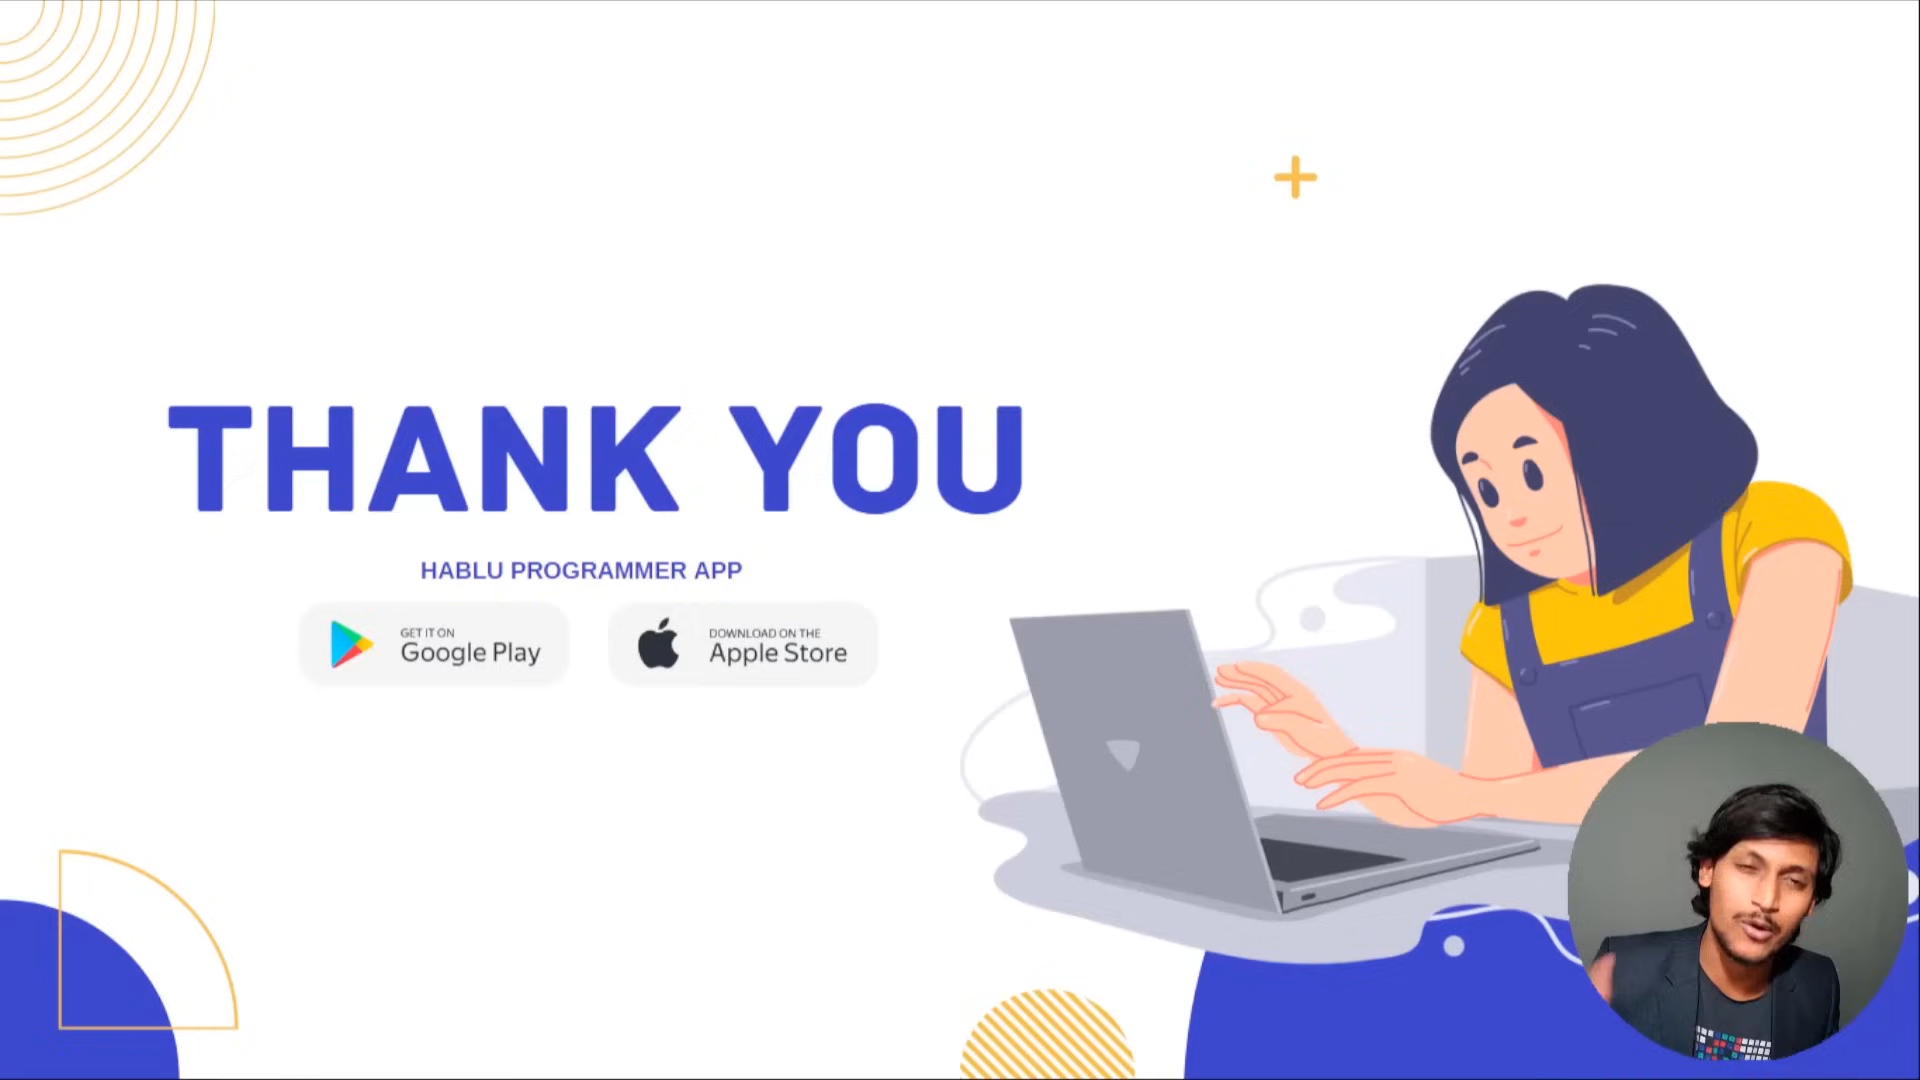 THANK YOU
HABLU PROGRAMMER APP
GET IT ON
Google Play
DOWNLOAD ON THE
Apple Store